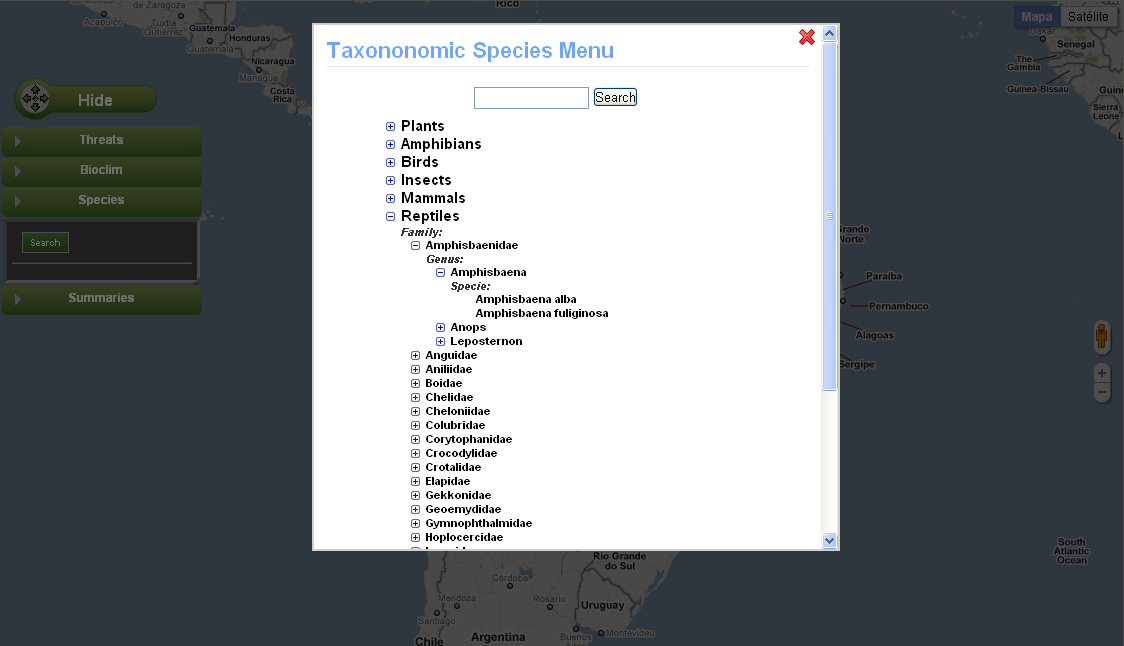 Rico
de Zaragoza
Acapulco
Tuxtla
Gutiérrez
Guatemala
Guatemala
Honduras
Nicaragua
Managua
Costa
Rica
Mapa
Satélite
Dakar
Senegal
The
Gambia
Guinea-Bissau
Sierra
Leone
Hide
Threats
Bioclim
Species
Search
Summaries
Taxononomic Species Menu
Search
Plants
Amphibians
Birds
Insects
Mammals
Reptiles
Family:
Amphisbaenidae
Genus:
Amphisbaena
Specie:
Amphisbaena alba
Amphisbaena fuliginosa
Anops
Leposternon
Anguidae
Aniliidae
Boidae
Chelidae
Cheloniidae
Colubridae
Corytophanidae
Crocodylidae
Crotalidae
Elapidae
Gekkonidae
Geoemydidae
Gymnophthalmidae
Hoplocercidae
Norte
Paraíba
Pernambuco
Alagoas
Sergipe
South
Atlantic
Ocean
Rio Grande
do Sul
Córdoba
Mendoza
Rosario
Santiago
Uruguay
Buenos
Montevideo
Argentina
Chile